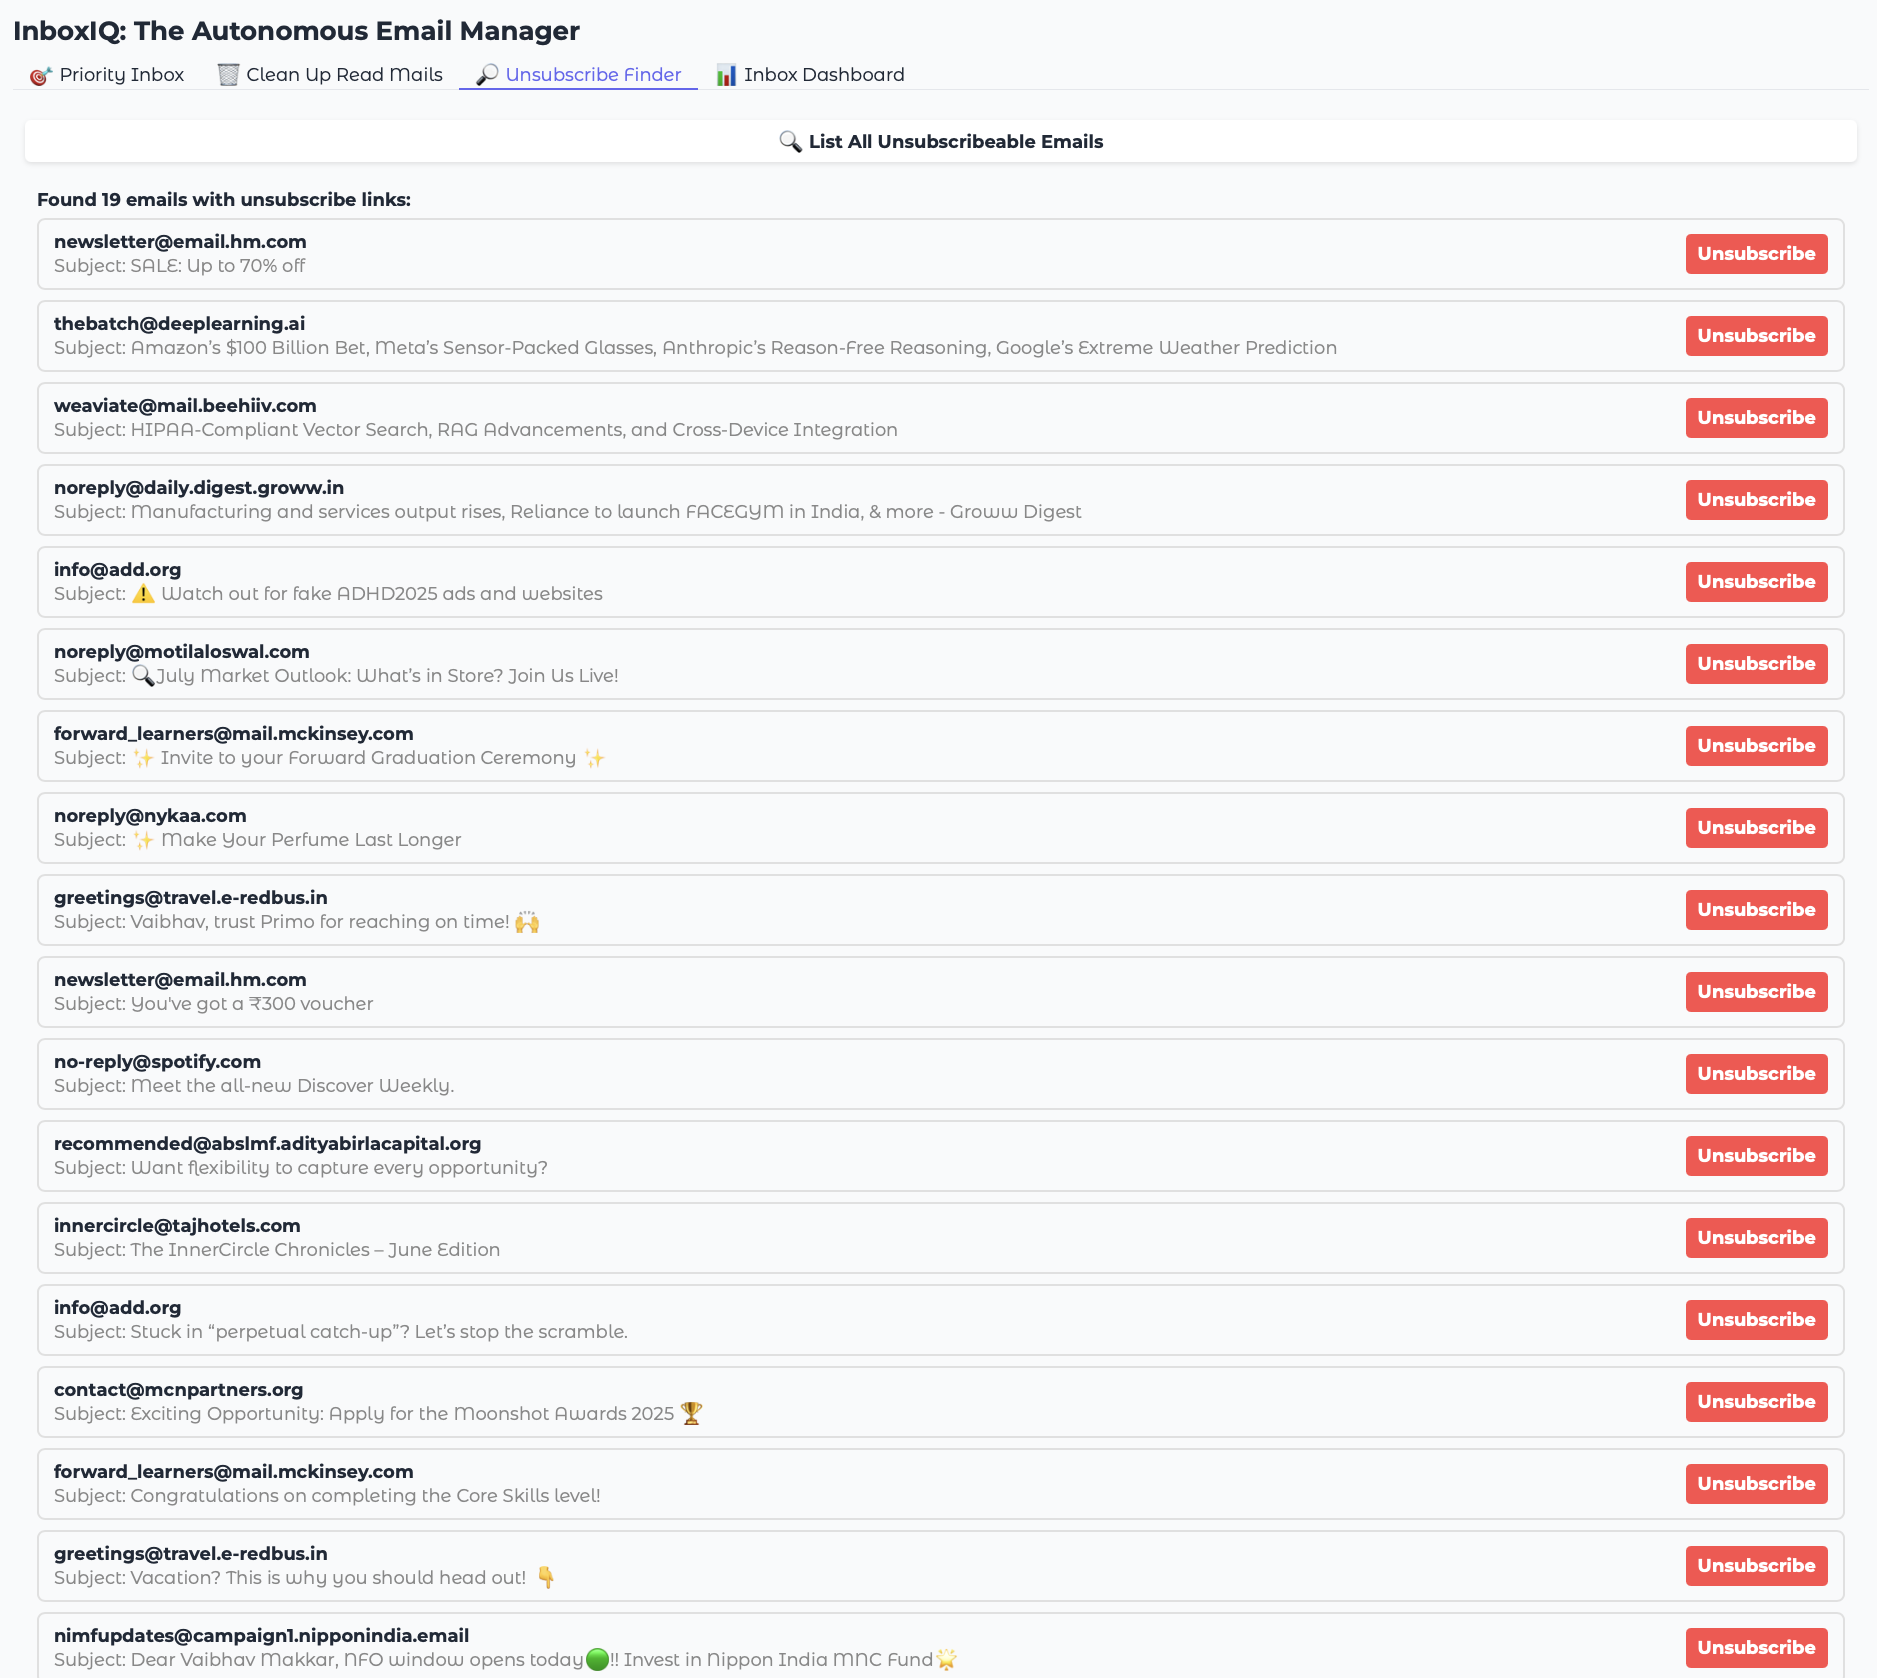 InboxIQ: The Autonomous Email Manager
🎯 Priority Inbox 🗑️ Clean Up Read Mails 🔎 Unsubscribe Finder 📊 Inbox Dashboard
🔍 List All Unsubscribeable Emails
Found 19 emails with unsubscribe links:
newsletter@email.hm.com
Subject: SALE: Up to 70% off
Unsubscribe
thebatch@deeplearning.ai
Subject: Amazon’s $100 Billion Bet, Meta’s Sensor-Packed Glasses, Anthropic’s Reason-Free Reasoning, Google’s Extreme Weather Prediction
Unsubscribe
weaviate@mail.beehiiv.com
Subject: HIPAA-Compliant Vector Search, RAG Advancements, and Cross-Device Integration
Unsubscribe
noreply@daily.digest.groww.in
Subject: Manufacturing and services output rises, Reliance to launch FACEGYM in India, & more - Groww Digest
Unsubscribe
info@add.org
Subject: ⚠️ Watch out for fake ADHD2025 ads and websites
Unsubscribe
noreply@motilaloswal.com
Subject: 🔍July Market Outlook: What’s in Store? Join Us Live!
Unsubscribe
forward_learners@mail.mckinsey.com
Subject: ✨ Invite to your Forward Graduation Ceremony ✨
Unsubscribe
noreply@nykaa.com
Subject: ✨ Make Your Perfume Last Longer
Unsubscribe
greetings@travel.e-redbus.in
Subject: Vaibhav, trust Primo for reaching on time! 🙌
Unsubscribe
newsletter@email.hm.com
Subject: You've got a ₹300 voucher
Unsubscribe
no-reply@spotify.com
Subject: Meet the all-new Discover Weekly.
Unsubscribe
recommended@abslmf.adityabirlacapital.org
Subject: Want flexibility to capture every opportunity?
Unsubscribe
innercircle@tajhotels.com
Subject: The InnerCircle Chronicles – June Edition
Unsubscribe
info@add.org
Subject: Stuck in “perpetual catch-up”? Let’s stop the scramble.
Unsubscribe
contact@mcnpartners.org
Subject: Exciting Opportunity: Apply for the Moonshot Awards 2025 🏆
Unsubscribe
forward_learners@mail.mckinsey.com
Subject: Congratulations on completing the Core Skills level!
Unsubscribe
greetings@travel.e-redbus.in
Subject: Vacation? This is why you should head out! 👇
Unsubscribe
nimfupdates@campaign1.nipponindia.email
Subject: Dear Vaibhav Makkar, NFO window opens today🟢!! Invest in Nippon India MNC Fund🌟
Unsubscribe